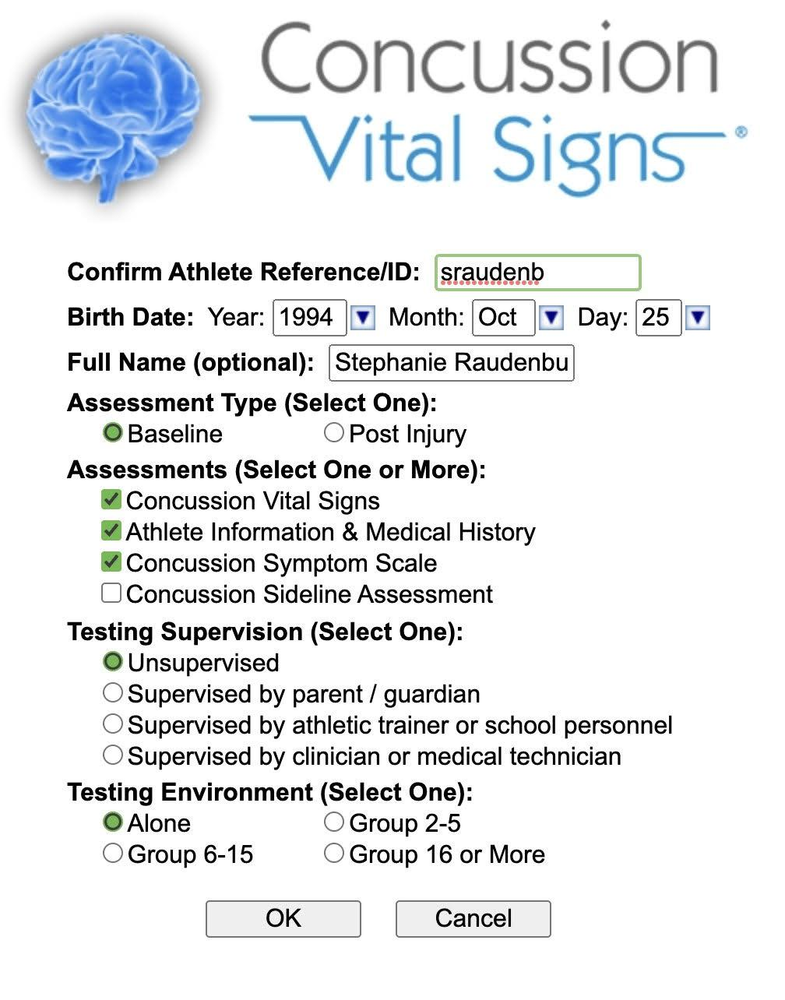 Concussion
Vital Signs®
Confirm Athlete Reference/ID: sraudenb
Birth Date: Year: 1994 Month: Oct Day: 25
Full Name (optional): Stephanie Raudenbu
Assessment Type (Select One):
Baseline Post Injury
Assessments (Select One or More):
Concussion Vital Signs
Athlete Information & Medical History
Concussion Symptom Scale
Concussion Sideline Assessment
Testing Supervision (Select One):
Unsupervised
Supervised by parent / guardian
Supervised by athletic trainer or school personnel
Supervised by clinician or medical technician
Testing Environment (Select One):
Alone Group 2-5
Group 6-15 Group 16 or More
OK Cancel